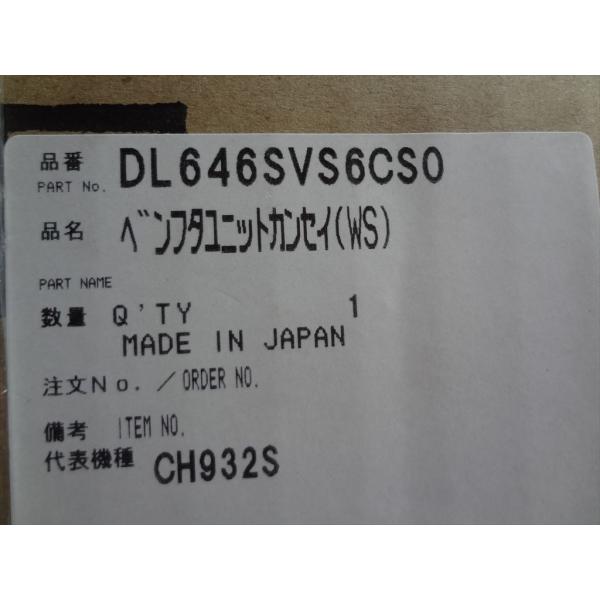 品番 DL646SVS6CS0
PART No.
品名 ベンフタユニットカンセイ(WS)
PART NAME
数量 Q'TY 1
MADE IN JAPAN
注文No. / ORDER NO.
備考 ITEM NO.
代表機種 CH932S